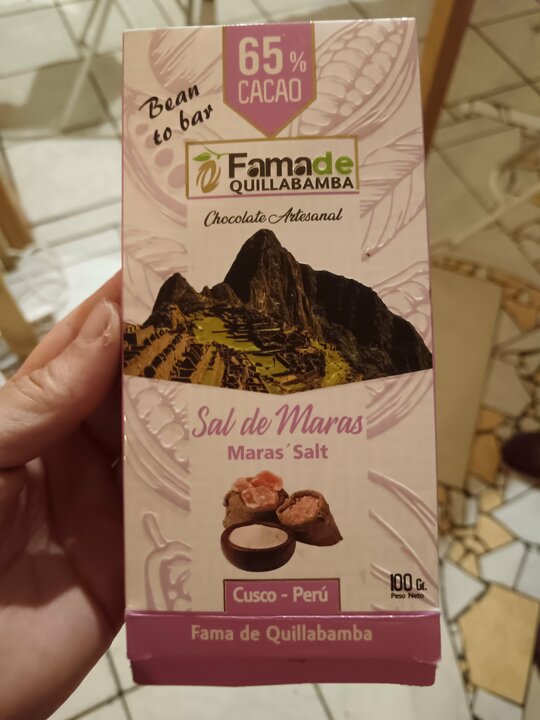 65%
CACAO
Bean
to bar
Famade
QUILLABAMBA
Chocolate Artesanal
Sal de Maras
Maras´Salt
Cusco - Perú
100 Gr.
Peso Neto
Fama de Quillabamba